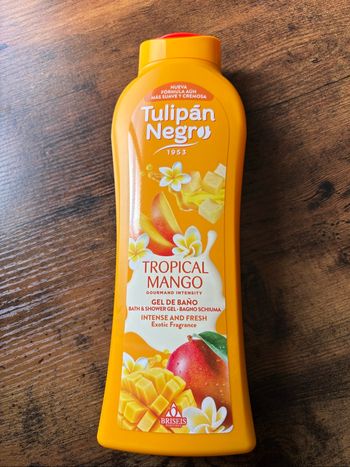 NUEVA
FÓRMULA AÚN
MÁS SUAVE Y CREMOSA
Tulipán
Negro
1953
TROPICAL
MANGO
GOURMAND INTENSITY
GEL DE BAÑO
BATH & SHOWER GEL · BAGNO SCHIUMA
INTENSE AND FRESH
Exotic Fragrance
BRISEIS